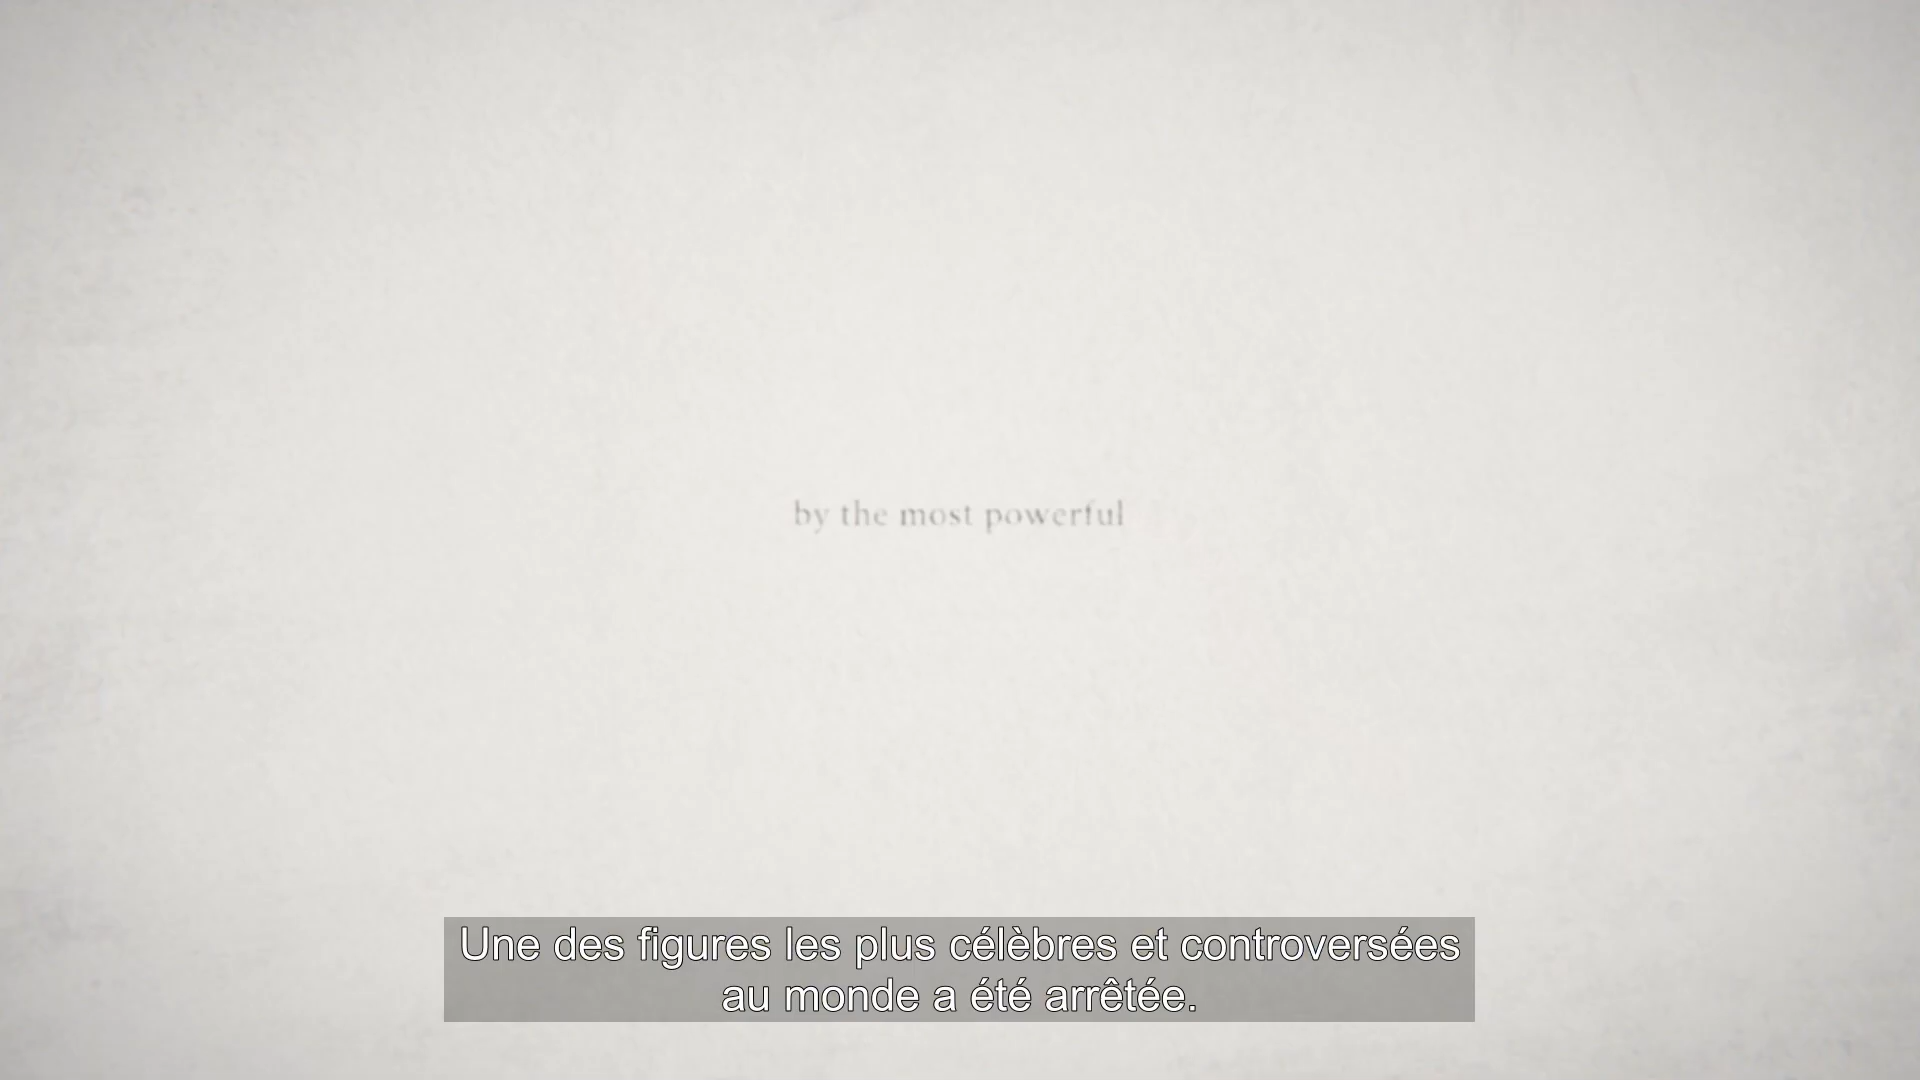 by the most powerful
Une des figures les plus célèbres et controversées
au monde a été arrêtée.